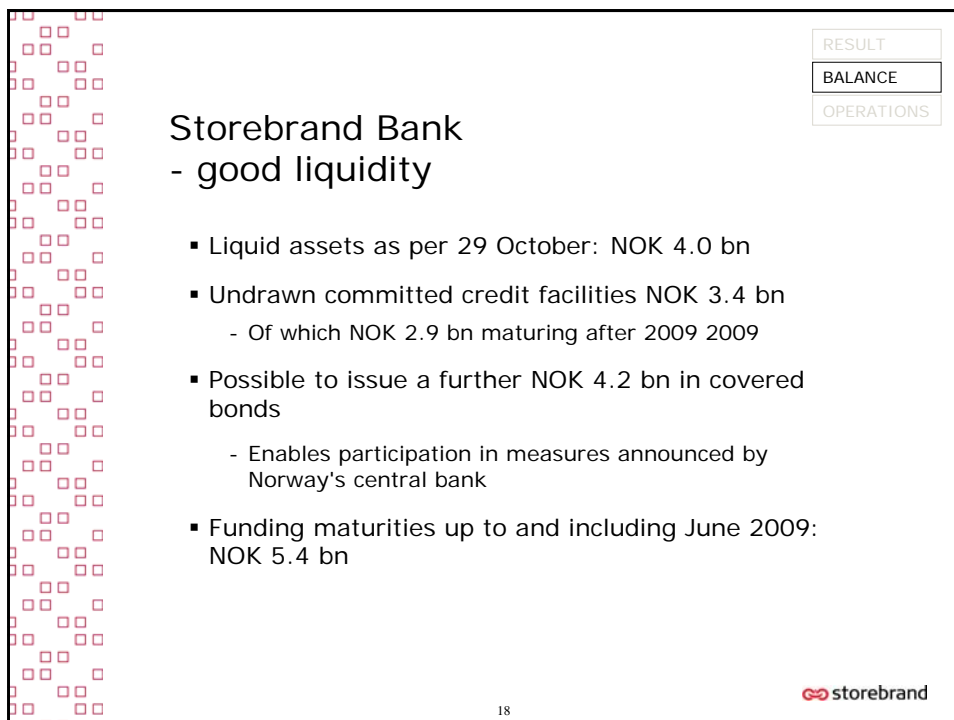 RESULT
BALANCE
OPERATIONS
Storebrand Bank
- good liquidity
▪ Liquid assets as per 29 October: NOK 4.0 bn
▪ Undrawn committed credit facilities NOK 3.4 bn
- Of which NOK 2.9 bn maturing after 2009 2009
▪ Possible to issue a further NOK 4.2 bn in covered
bonds
- Enables participation in measures announced by
Norway's central bank
▪ Funding maturities up to and including June 2009:
NOK 5.4 bn
storebrand
18